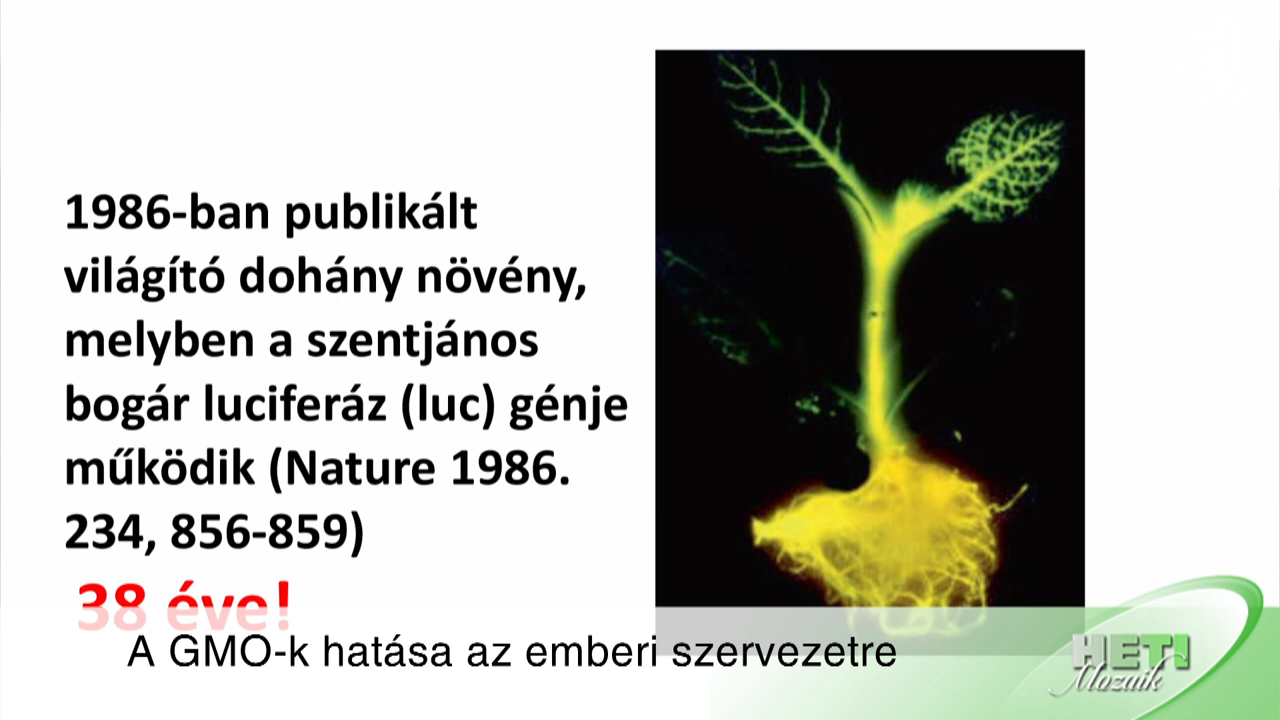 1986-ban publikált
világító dohány növény,
melyben a szentjános
bogár luciferáz (luc) génje
működik (Nature 1986.
234, 856-859)
38 éve!
A GMO-k hatása az emberi szervezetre
HETI
Mozaik